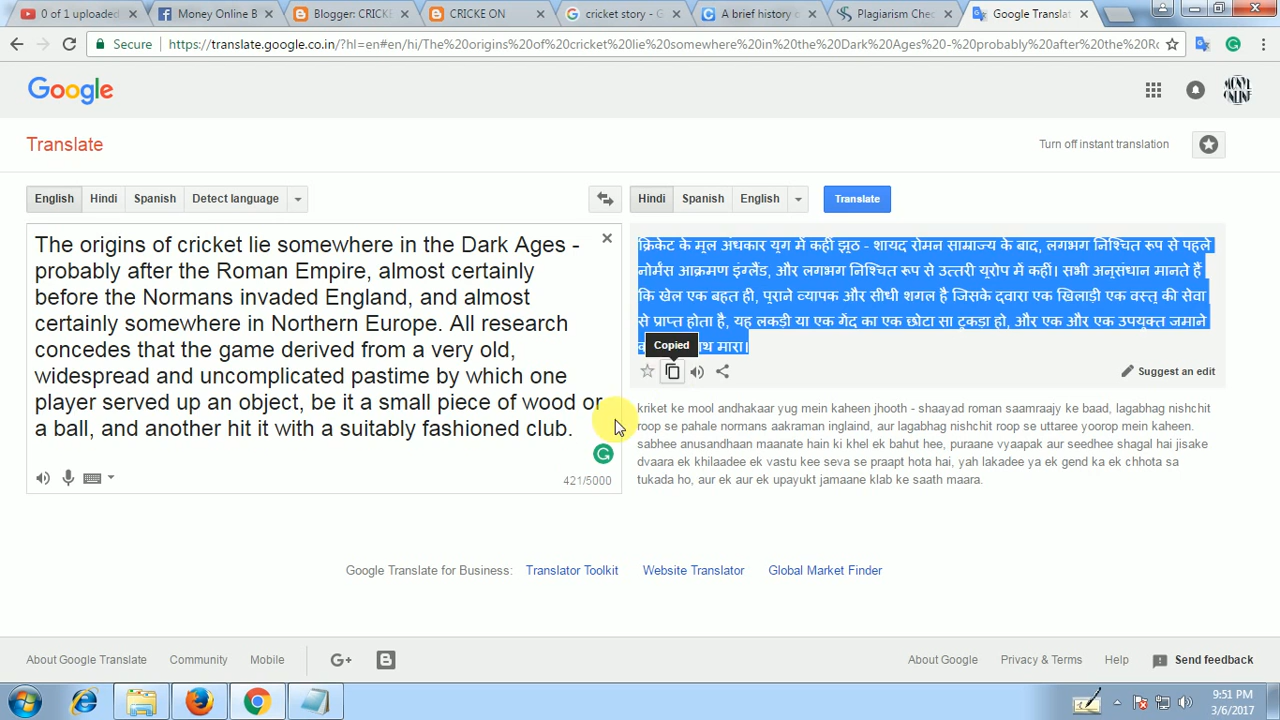 0 of 1 uploaded
Money Online B
Blogger: CRICKE
CRICKE ON
cricket story - G
A brief history o
Plagiarism Chec
Google Translat
Secure
https://translate.google.co.in/?hl=en#en/hi/The%20origins%20of%20cricket%20lie%20somewhere%20in%20the%20Dark%20Ages%20-%20probably%20after%20the%20Ro
Google
MONEY ONLINE
Translate
Turn off instant translation
English Hindi Spanish Detect language
Hindi Spanish English Translate
The origins of cricket lie somewhere in the Dark Ages -
probably after the Roman Empire, almost certainly
before the Normans invaded England, and almost
certainly somewhere in Northern Europe. All research
concedes that the game derived from a very old,
widespread and uncomplicated pastime by which one
player served up an object, be it a small piece of wood or
a ball, and another hit it with a suitably fashioned club.
421/5000
क्रिकेट के मूल अंधकार युग में कहीं झूठ - शायद रोमन साम्राज्य के बाद, लगभग निश्चित रूप से पहले
नोर्मंस आक्रमण इंग्लैंड, और लगभग निश्चित रूप से उत्तरी यूरोप में कहीं। सभी अनुसंधान मानते हैं
कि खेल एक बहुत ही, पुराने व्यापक और सीधी शगल है जिसके द्वारा एक खिलाड़ी एक वस्तु की सेवा
से प्राप्त होता है, यह लकड़ी या एक गेंद का एक छोटा सा टुकड़ा हो, और एक और एक उपयुक्त जमाने
मारा।
Copied
Suggest an edit
kriket ke mool andhakaar yug mein kaheen jhooth - shaayad roman saamraajy ke baad, lagabhag nishchit
roop se pahale normans aakraman inglaind, aur lagabhag nishchit roop se uttaree yoorop mein kaheen.
sabhee anusandhaan maanate hain ki khel ek bahut hee, puraane vyaapak aur seedhee shagal hai jisake
dvaara ek khilaadee ek vastu kee seva se praapt hota hai, yah lakadee ya ek gend ka ek chhota sa
tukada ho, aur ek aur ek upayukt jamaane klab ke saath maara.
Google Translate for Business: Translator Toolkit Website Translator Global Market Finder
About Google Translate Community Mobile G+ About Google Privacy & Terms Help Send feedback
9:51 PM
3/6/2017